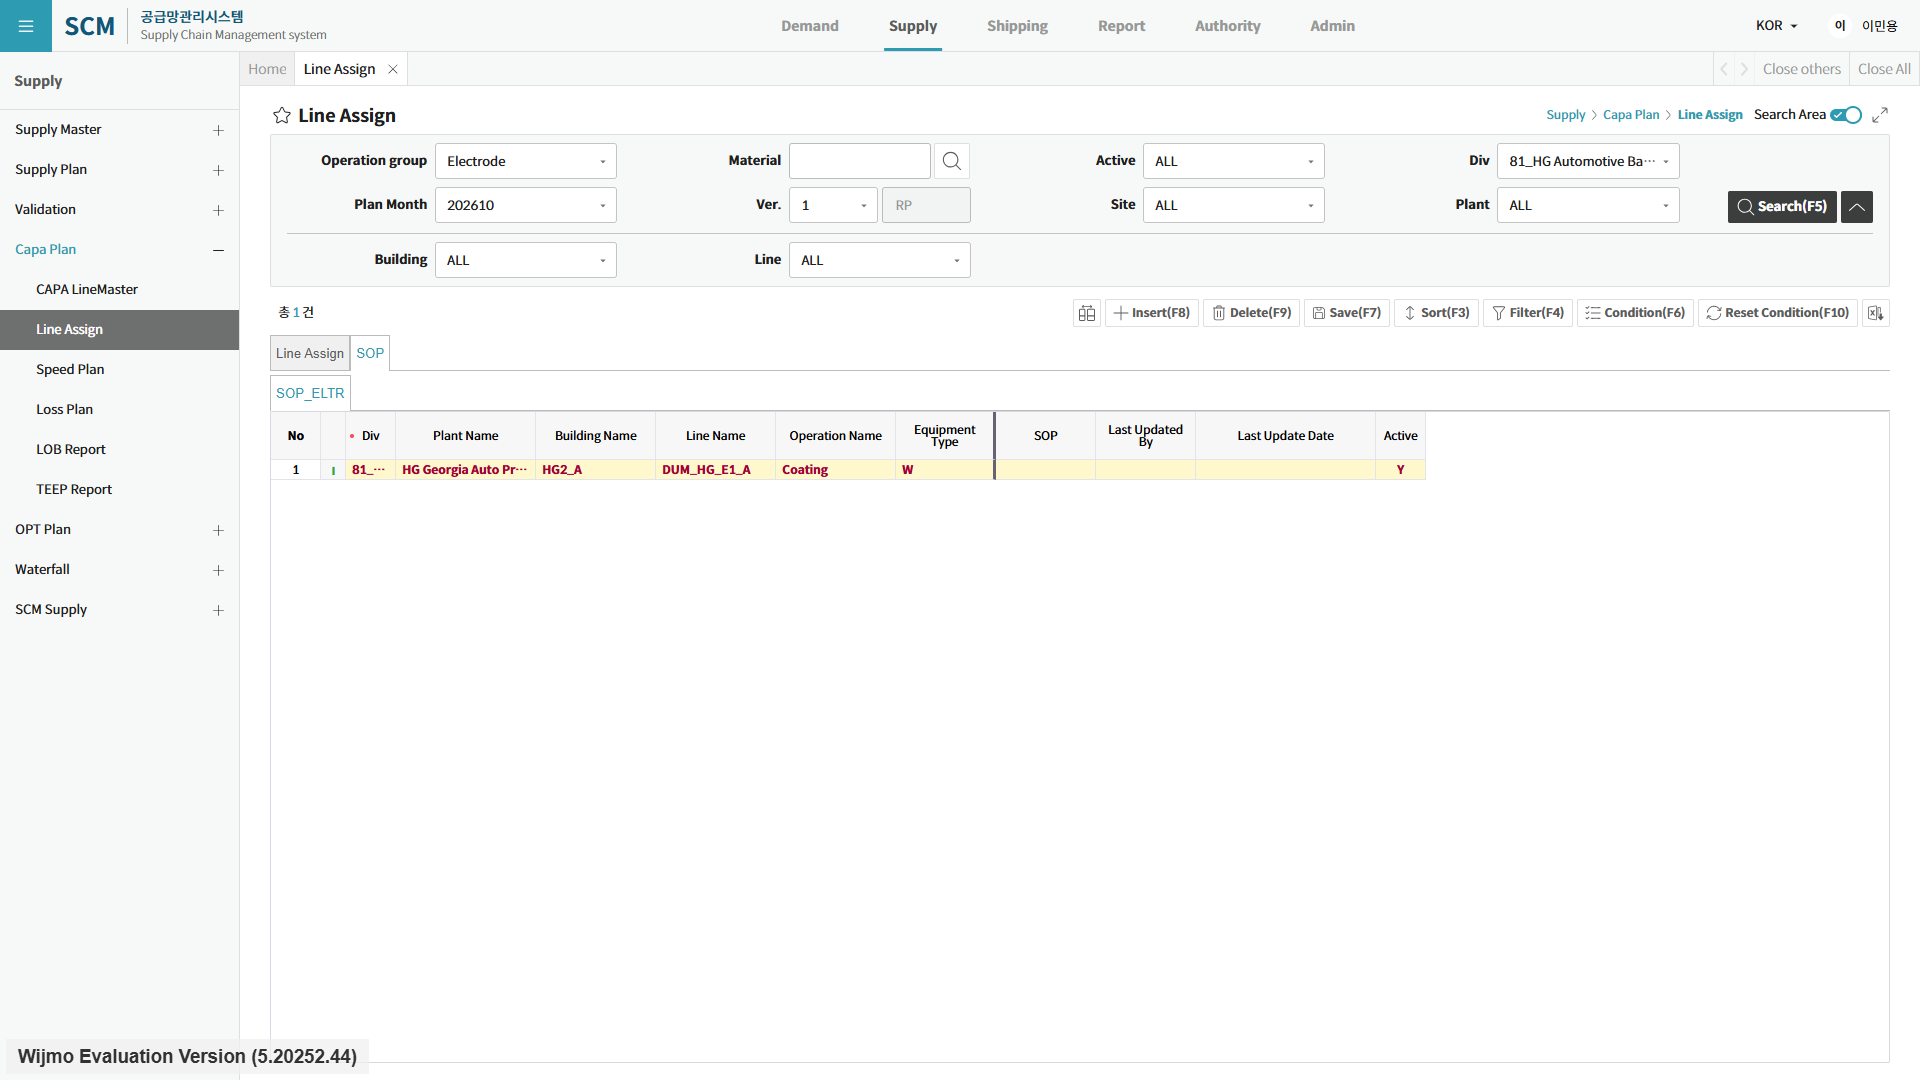 SCM
공급망관리시스템
Supply Chain Management system
Demand
Supply
Shipping
Report
Authority
Admin
KOR
이
이민용
Supply
Home
Line Assign
Close others
Close All
Supply Master
Supply Plan
Validation
Capa Plan
CAPA LineMaster
Line Assign
Speed Plan
Loss Plan
LOB Report
TEEP Report
OPT Plan
Waterfall
SCM Supply
Line Assign
Supply > Capa Plan > Line Assign
Search Area
Operation group
Electrode
Material
Active
ALL
Div
81_HG Automotive Ba···
Plan Month
202610
Ver.
1
RP
Site
ALL
Plant
ALL
Search(F5)
Building
ALL
Line
ALL
총 1 건
Insert(F8)
Delete(F9)
Save(F7)
Sort(F3)
Filter(F4)
Condition(F6)
Reset Condition(F10)
Line Assign
SOP
SOP_ELTR
No
Div
Plant Name
Building Name
Line Name
Operation Name
Equipment Type
SOP
Last Updated By
Last Update Date
Active
1
I
81_···
HG Georgia Auto Pr···
HG2_A
DUM_HG_E1_A
Coating
W
Y
Wijmo Evaluation Version (5.20252.44)